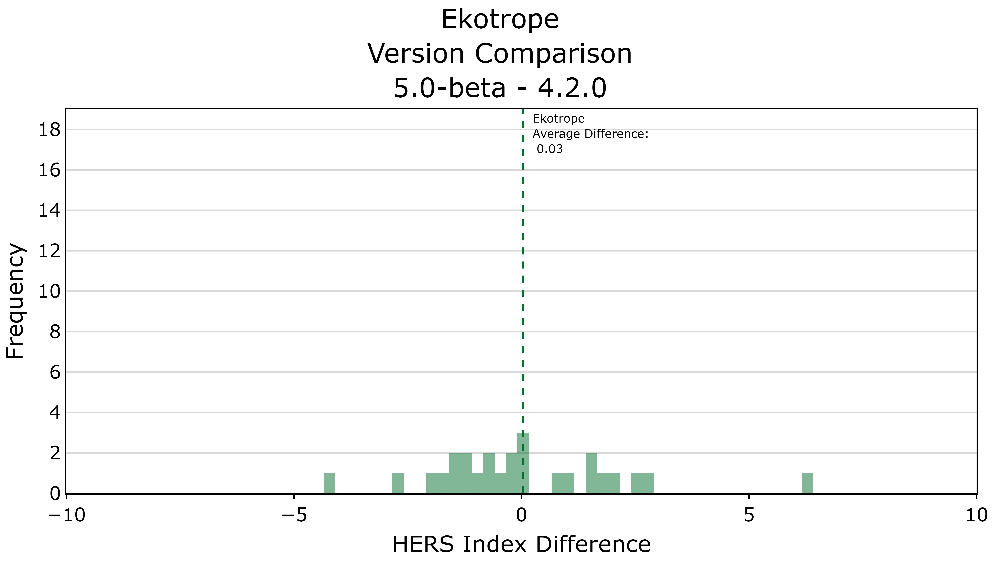 Ekotrope
Version Comparison
5.0-beta - 4.2.0
Ekotrope
Average Difference:
0.03
18
16
14
12
10
8
6
4
2
0
Frequency
−10
−5
0
5
10
HERS Index Difference